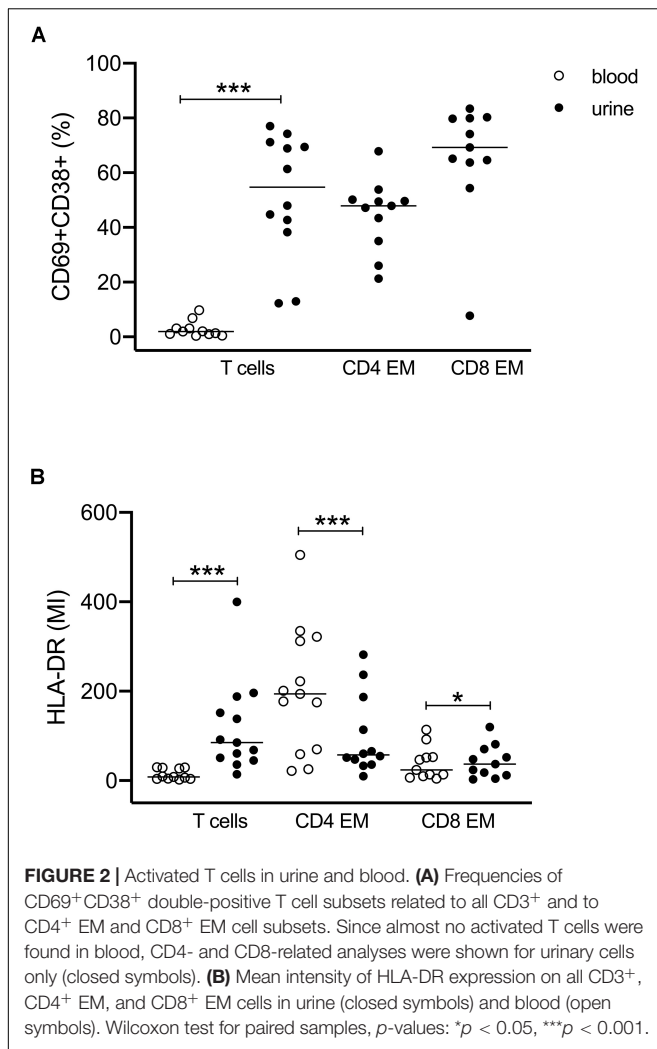 A
100
80
60
40
20
0
CD69+CD38+ (%)
***
blood
urine
T cells CD4 EM CD8 EM
B
600
400
200
0
HLA-DR (MI)
***
***
*
T cells CD4 EM CD8 EM
FIGURE 2 | Activated T cells in urine and blood. (A) Frequencies of
CD69+CD38+ double-positive T cell subsets related to all CD3+ and to
CD4+ EM and CD8+ EM cell subsets. Since almost no activated T cells were
found in blood, CD4- and CD8-related analyses were shown for urinary cells
only (closed symbols). (B) Mean intensity of HLA-DR expression on all CD3+,
CD4+ EM, and CD8+ EM cells in urine (closed symbols) and blood (open
symbols). Wilcoxon test for paired samples, p-values: *p < 0.05, ***p < 0.001.